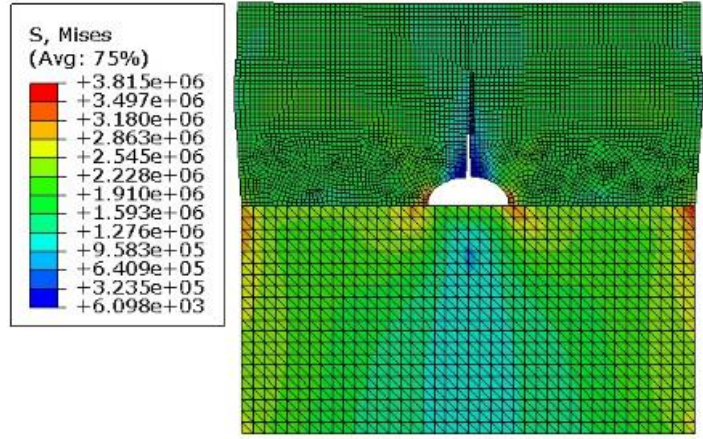 S, Mises
(Avg: 75%)
+3.815e+06
+3.497e+06
+3.180e+06
+2.863e+06
+2.545e+06
+2.228e+06
+1.910e+06
+1.593e+06
+1.276e+06
+9.583e+05
+6.409e+05
+3.235e+05
+6.098e+03